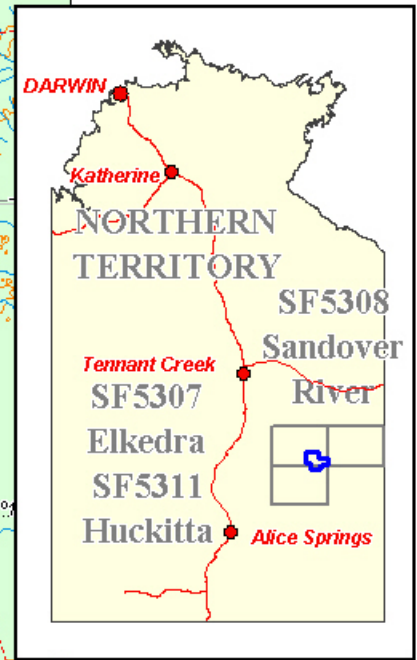 DARWIN
Katherine
NORTHERN
TERRITORY
SF5308
Sandover
River
Tennant Creek
SF5307
Elkedra
SF5311
Huckitta
Alice Springs